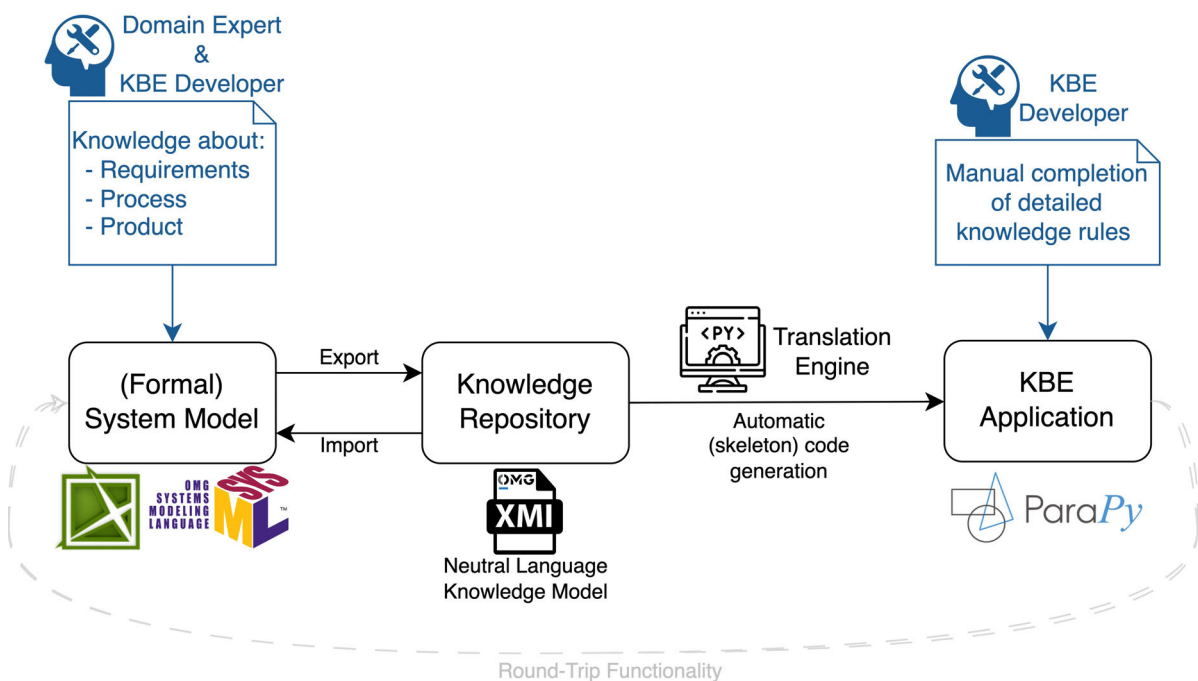 Domain Expert
&
KBE Developer
Knowledge about:
- Requirements
- Process
- Product
KBE
Developer
Manual completion
of detailed
knowledge rules
(Formal)
System Model
Export
Import
Knowledge
Repository
<PY>
Translation
Engine
Automatic
(skeleton) code
generation
KBE
Application
OMG
SYSTEMS
MODELING
LANGUAGE
SYS
ML™
OMG
XMI
Neutral Language
Knowledge Model
ParaPy
Round-Trip Functionality